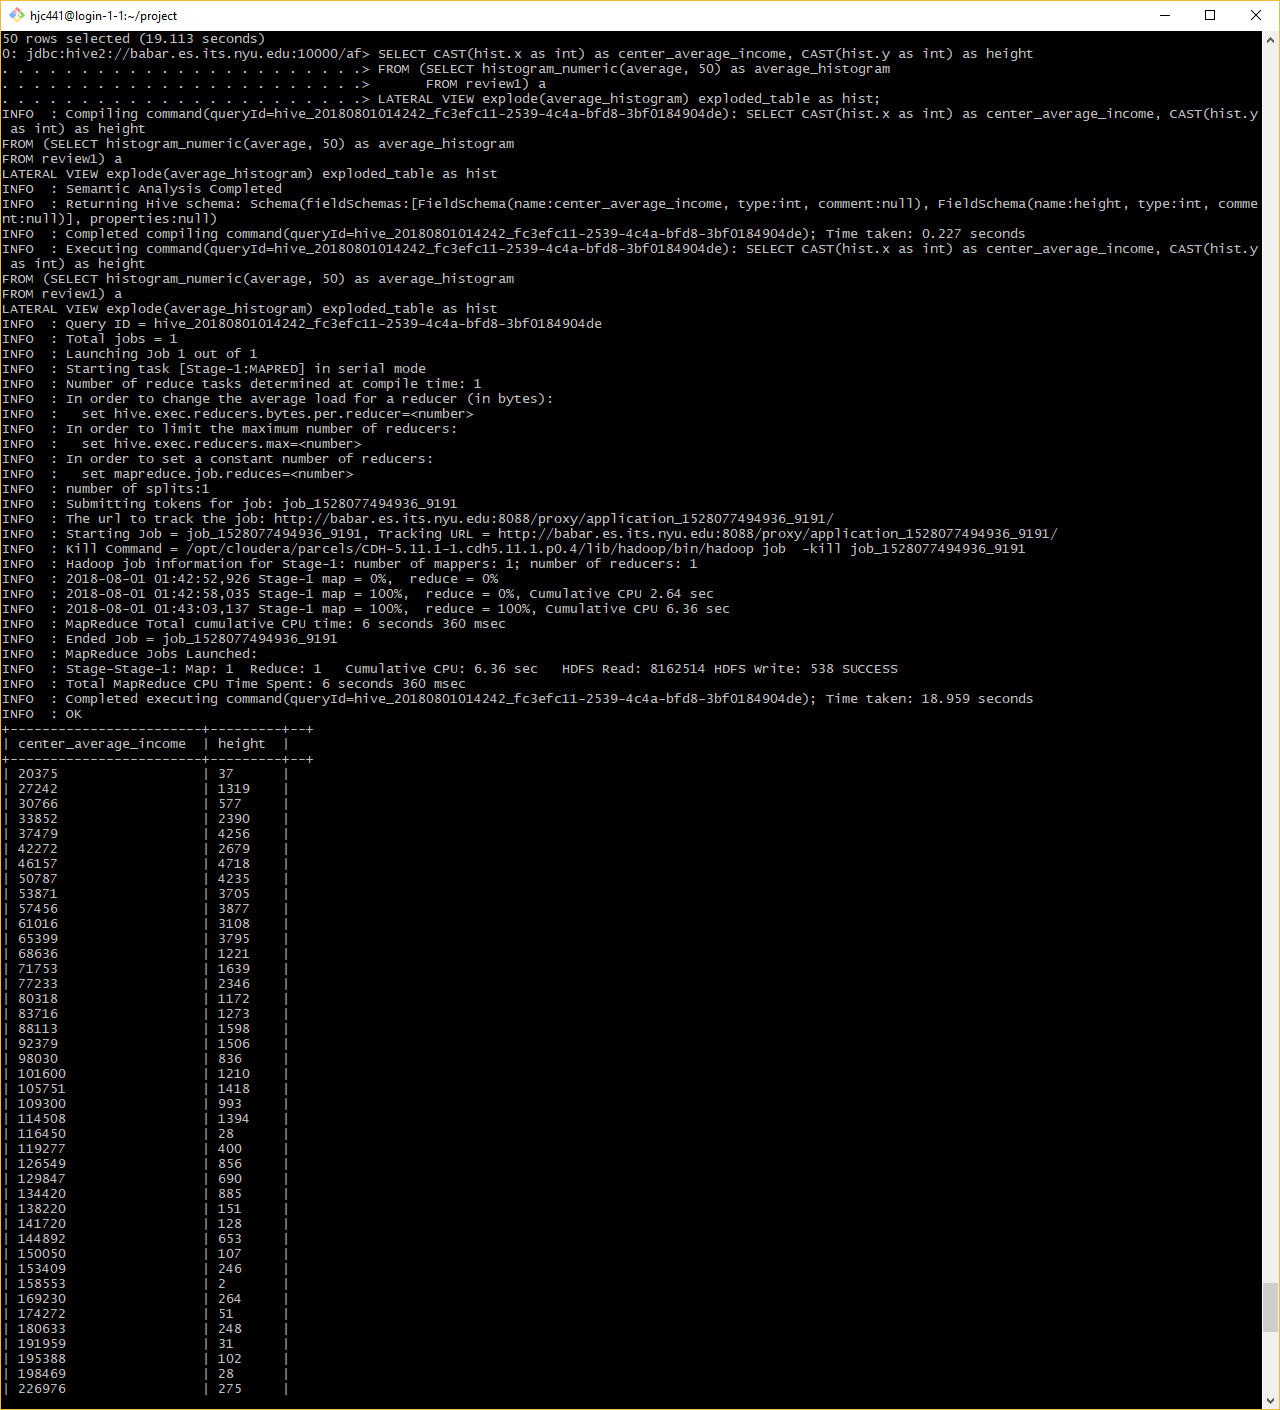 hjc441@login-1-1:~/project
50 rows selected (19.113 seconds)
0: jdbc:hive2://babar.es.its.nyu.edu:10000/af> SELECT CAST(hist.x as int) as center_average_income, CAST(hist.y as int) as height
. . . . . . . . . . . . . . . . . . . . . . .> FROM (SELECT histogram_numeric(average, 50) as average_histogram
. . . . . . . . . . . . . . . . . . . . . . .>       FROM review1) a
. . . . . . . . . . . . . . . . . . . . . . .> LATERAL VIEW explode(average_histogram) exploded_table as hist;
INFO  : Compiling command(queryId=hive_20180801014242_fc3efc11-2539-4c4a-bfd8-3bf0184904de): SELECT CAST(hist.x as int) as center_average_income, CAST(hist.y
 as int) as height
FROM (SELECT histogram_numeric(average, 50) as average_histogram
FROM review1) a
LATERAL VIEW explode(average_histogram) exploded_table as hist
INFO  : Semantic Analysis Completed
INFO  : Returning Hive schema: Schema(fieldSchemas:[FieldSchema(name:center_average_income, type:int, comment:null), FieldSchema(name:height, type:int, comme
nt:null)], properties:null)
INFO  : Completed compiling command(queryId=hive_20180801014242_fc3efc11-2539-4c4a-bfd8-3bf0184904de); Time taken: 0.227 seconds
INFO  : Executing command(queryId=hive_20180801014242_fc3efc11-2539-4c4a-bfd8-3bf0184904de): SELECT CAST(hist.x as int) as center_average_income, CAST(hist.y
 as int) as height
FROM (SELECT histogram_numeric(average, 50) as average_histogram
FROM review1) a
LATERAL VIEW explode(average_histogram) exploded_table as hist
INFO  : Query ID = hive_20180801014242_fc3efc11-2539-4c4a-bfd8-3bf0184904de
INFO  : Total jobs = 1
INFO  : Launching Job 1 out of 1
INFO  : Starting task [Stage-1:MAPRED] in serial mode
INFO  : Number of reduce tasks determined at compile time: 1
INFO  : In order to change the average load for a reducer (in bytes):
INFO  :   set hive.exec.reducers.bytes.per.reducer=<number>
INFO  : In order to limit the maximum number of reducers:
INFO  :   set hive.exec.reducers.max=<number>
INFO  : In order to set a constant number of reducers:
INFO  :   set mapreduce.job.reduces=<number>
INFO  : number of splits:1
INFO  : Submitting tokens for job: job_1528077494936_9191
INFO  : The url to track the job: http://babar.es.its.nyu.edu:8088/proxy/application_1528077494936_9191/
INFO  : Starting Job = job_1528077494936_9191, Tracking URL = http://babar.es.its.nyu.edu:8088/proxy/application_1528077494936_9191/
INFO  : Kill Command = /opt/cloudera/parcels/CDH-5.11.1-1.cdh5.11.1.p0.4/lib/hadoop/bin/hadoop job  -kill job_1528077494936_9191
INFO  : Hadoop job information for Stage-1: number of mappers: 1; number of reducers: 1
INFO  : 2018-08-01 01:42:52,926 Stage-1 map = 0%,  reduce = 0%
INFO  : 2018-08-01 01:42:58,035 Stage-1 map = 100%,  reduce = 0%, Cumulative CPU 2.64 sec
INFO  : 2018-08-01 01:43:03,137 Stage-1 map = 100%,  reduce = 100%, Cumulative CPU 6.36 sec
INFO  : MapReduce Total cumulative CPU time: 6 seconds 360 msec
INFO  : Ended Job = job_1528077494936_9191
INFO  : MapReduce Jobs Launched:
INFO  : Stage-Stage-1: Map: 1  Reduce: 1   Cumulative CPU: 6.36 sec   HDFS Read: 8162514 HDFS Write: 538 SUCCESS
INFO  : Total MapReduce CPU Time Spent: 6 seconds 360 msec
INFO  : Completed executing command(queryId=hive_20180801014242_fc3efc11-2539-4c4a-bfd8-3bf0184904de); Time taken: 18.959 seconds
INFO  : OK
+------------------------+---------+--+
| center_average_income  | height  |
+------------------------+---------+--+
| 20375                  | 37      |
| 27242                  | 1319    |
| 30766                  | 577     |
| 33852                  | 2390    |
| 37479                  | 4256    |
| 42272                  | 2679    |
| 46157                  | 4718    |
| 50787                  | 4235    |
| 53871                  | 3705    |
| 57456                  | 3877    |
| 61016                  | 3108    |
| 65399                  | 3795    |
| 68636                  | 1221    |
| 71753                  | 1639    |
| 77233                  | 2346    |
| 80318                  | 1172    |
| 83716                  | 1273    |
| 88113                  | 1598    |
| 92379                  | 1506    |
| 98030                  | 836     |
| 101600                 | 1210    |
| 105751                 | 1418    |
| 109300                 | 993     |
| 114508                 | 1394    |
| 116450                 | 28      |
| 119277                 | 400     |
| 126549                 | 856     |
| 129847                 | 690     |
| 134420                 | 885     |
| 138220                 | 151     |
| 141720                 | 128     |
| 144892                 | 653     |
| 150050                 | 107     |
| 153409                 | 246     |
| 158553                 | 2       |
| 169230                 | 264     |
| 174272                 | 51      |
| 180633                 | 248     |
| 191959                 | 31      |
| 195388                 | 102     |
| 198469                 | 28      |
| 226976                 | 275     |